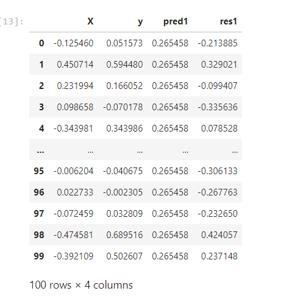 [13]:
X y pred1 res1
0 -0.125460 0.051573 0.265458 -0.213885
1 0.450714 0.594480 0.265458 0.329021
2 0.231994 0.166052 0.265458 -0.099407
3 0.098658 -0.070178 0.265458 -0.335636
4 -0.343981 0.343986 0.265458 0.078528
... ... ... ... ...
95 -0.006204 -0.040675 0.265458 -0.306133
96 0.022733 -0.002305 0.265458 -0.267763
97 -0.072459 0.032809 0.265458 -0.232650
98 -0.474581 0.689516 0.265458 0.424057
99 -0.392109 0.502607 0.265458 0.237148
100 rows × 4 columns